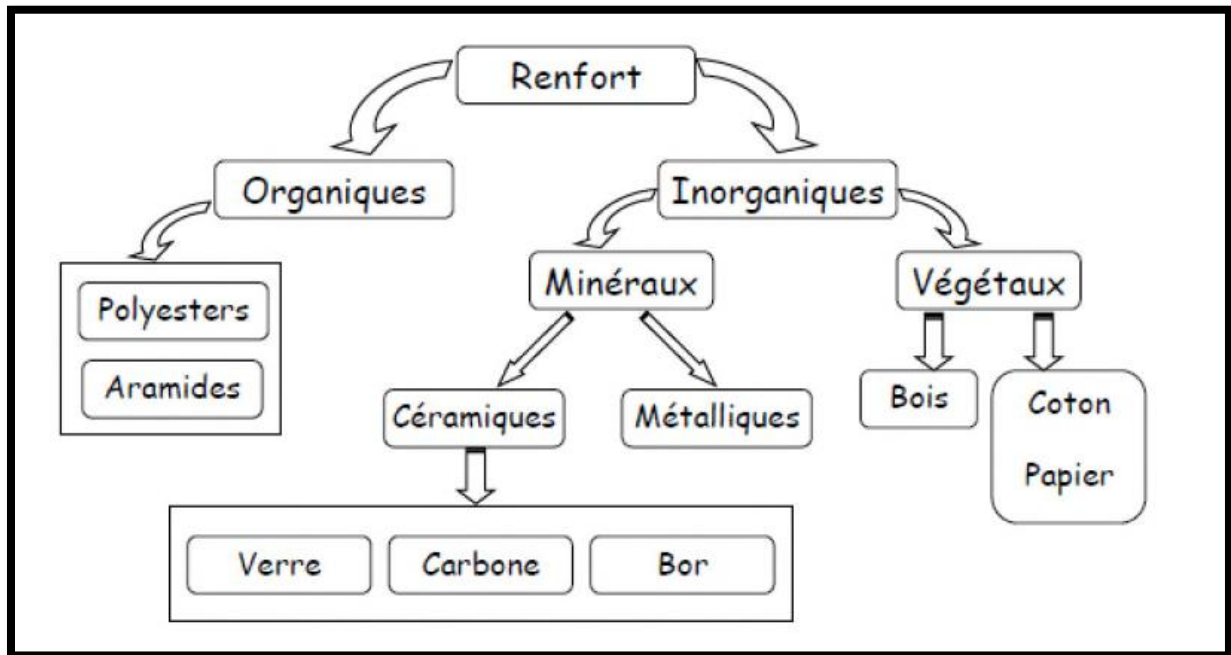 Renfort
Organiques
Inorganiques
Polyesters
Aramides
Minéraux
Végétaux
Céramiques
Métalliques
Bois
Coton
Papier
Verre
Carbone
Bor